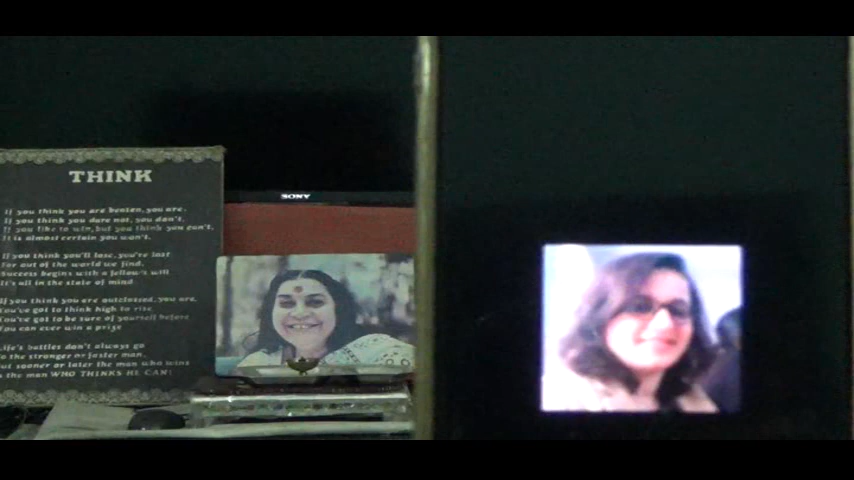 THINK
If you think you are beaten, you are.
If you think you dare not, you don't,
If you like to win, but you think you can't,
It is almost certain you won't.
If you think you'll lose, you're lost
For out of the world we find,
Success begins with a fellow's will
It's all in the state of mind
If you think you are outclassed, you are,
You've got to think high to rise
You've got to be sure of yourself before
You can ever win a prize
Life's battles don't always go
To the stronger or faster man,
But sooner or later the man who wins
Is the man WHO THINKS HE CAN!
SONY